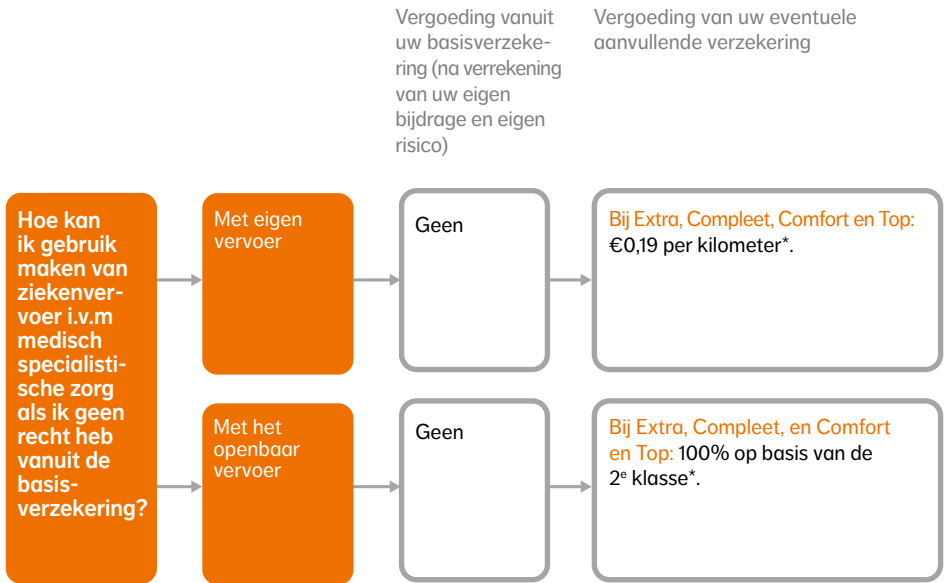 Vergoeding vanuit
uw basisverzeke-
ring (na verrekening
van uw eigen
bijdrage en eigen
risico)
Vergoeding van uw eventuele
aanvullende verzekering
Hoe kan
ik gebruik
maken van
ziekenver-
voer i.v.m
medisch
specialisti-
sche zorg
als ik geen
recht heb
vanuit de
basis-
verzekering?
Met eigen
vervoer
Geen
Bij Extra, Compleet, Comfort en Top:
€0,19 per kilometer*.
Met het
openbaar
vervoer
Geen
Bij Extra, Compleet, en Comfort
en Top: 100% op basis van de
2e klasse*.